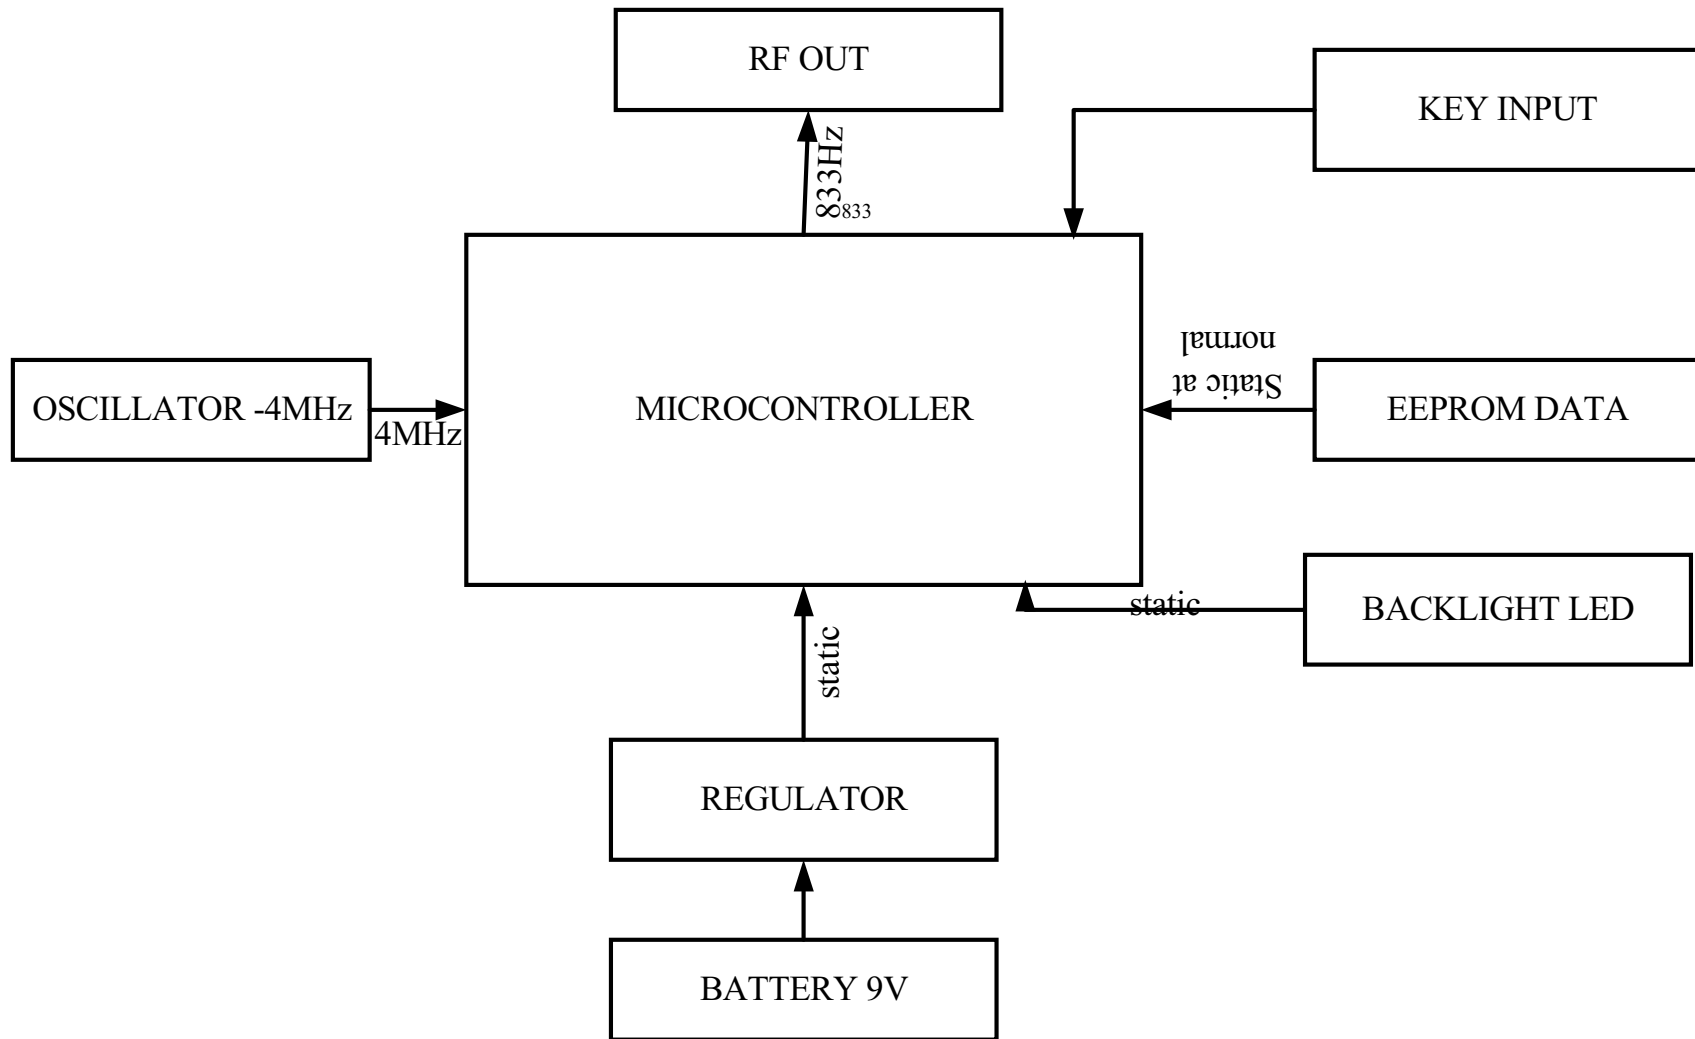 RF OUT
KEY INPUT
833Hz
833
OSCILLATOR -4MHz
4MHz
MICROCONTROLLER
Static at
normal
EEPROM DATA
static
BACKLIGHT LED
static
REGULATOR
BATTERY 9V